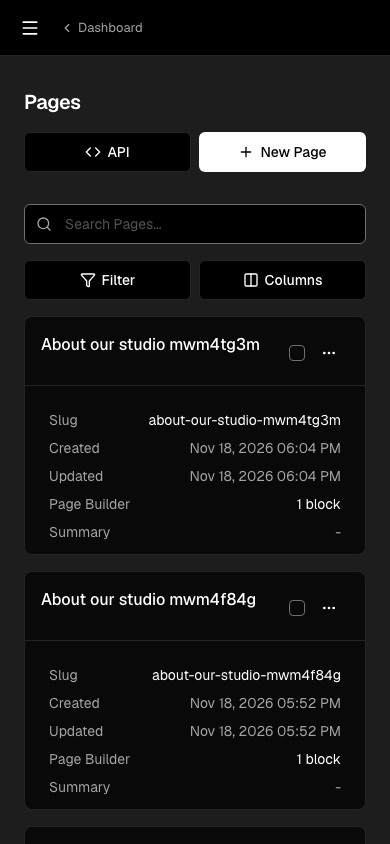 Dashboard
Pages
API
New Page
Search Pages...
Filter
Columns
About our studio mwm4tg3m
Slug about-our-studio-mwm4tg3m
Created Nov 18, 2026 06:04 PM
Updated Nov 18, 2026 06:04 PM
Page Builder 1 block
Summary -
About our studio mwm4f84g
Slug about-our-studio-mwm4f84g
Created Nov 18, 2026 05:52 PM
Updated Nov 18, 2026 05:52 PM
Page Builder 1 block
Summary -